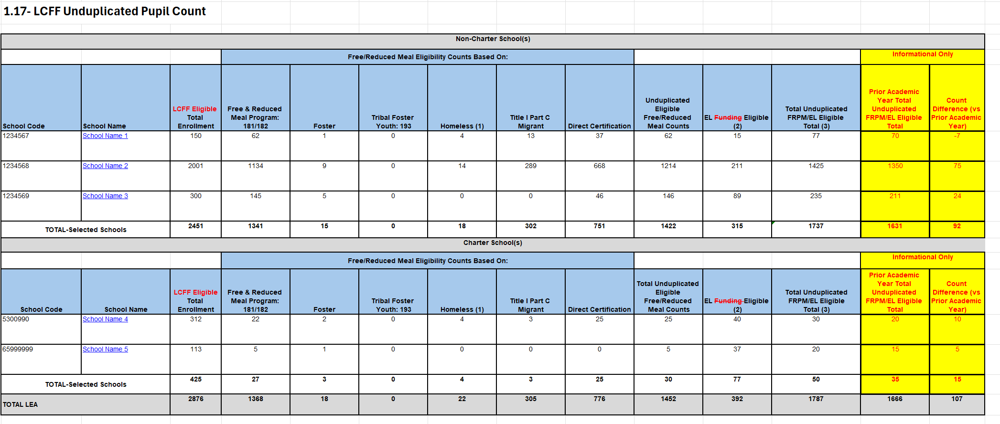 1.17- LCFF Unduplicated Pupil Count
Non-Charter School(s)
Free/Reduced Meal Eligibility Counts Based On:
Informational Only
School Code
School Name
LCFF Eligible
Total
Enrollment
Free & Reduced
Meal Program:
181/182
Foster
Tribal Foster
Youth: 193
Homeless (1)
Title I Part C
Migrant
Direct Certification
Unduplicated
Eligible
Free/Reduced
Meal Counts
EL Funding Eligible
(2)
Total Unduplicated
FRPM/EL Eligible
Total (3)
Prior Academic
Year Total
Unduplicated
FRPM/EL Eligible
Total
Count
Difference (vs
Prior Academic
Year)
1234567 School Name 1 150 62 1 0 4 13 37 62 15 77 70 -7
1234568 School Name 2 2001 1134 9 0 14 289 668 1214 211 1425 1350 75
1234569 School Name 3 300 145 5 0 0 0 46 146 89 235 211 24
TOTAL-Selected Schools 2451 1341 15 0 18 302 751 1422 315 1737 1631 92
Charter School(s)
Free/Reduced Meal Eligibility Counts Based On:
Informational Only
School Code
School Name
LCFF Eligible
Total
Enrollment
Free & Reduced
Meal Program:
181/182
Foster
Tribal Foster
Youth: 193
Homeless (1)
Title I Part C
Migrant
Direct Certification
Total Unduplicated
Eligible
Free/Reduced
Meal Counts
EL Funding Eligible
(2)
Total Unduplicated
FRPM/EL Eligible
Total (3)
Prior Academic
Year Total
Unduplicated
FRPM/EL Eligible
Total
Count
Difference (vs
Prior Academic
Year)
5300990 School Name 4 312 22 2 0 4 3 25 25 40 30 20 10
65999999 School Name 5 113 5 1 0 0 0 0 5 37 20 15 5
TOTAL-Selected Schools 425 27 3 0 4 3 25 30 77 50 35 15
TOTAL LEA 2876 1368 18 0 22 305 776 1452 392 1787 1666 107